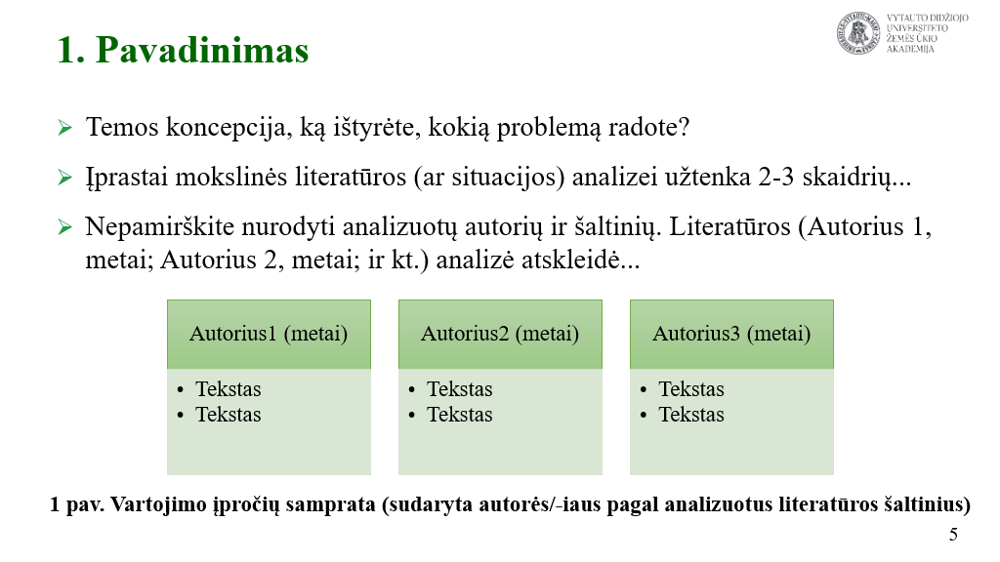 1. Pavadinimas
VYTAUTO DIDŽIOJO
UNIVERSITETO
ŽEMĖS ŪKIO
AKADEMIJA
Temos koncepcija, ką ištyrėte, kokią problemą radote?
Įprastai mokslinės literatūros (ar situacijos) analizei užtenka 2-3 skaidrių...
Nepamirškite nurodyti analizuotų autorių ir šaltinių. Literatūros (Autorius 1,
metai; Autorius 2, metai; ir kt.) analizė atskleidė...
Autorius1 (metai)
• Tekstas
• Tekstas
Autorius2 (metai)
• Tekstas
• Tekstas
Autorius3 (metai)
• Tekstas
• Tekstas
1 pav. Vartojimo įpročių samprata (sudaryta autorės/-iaus pagal analizuotus literatūros šaltinius)
5